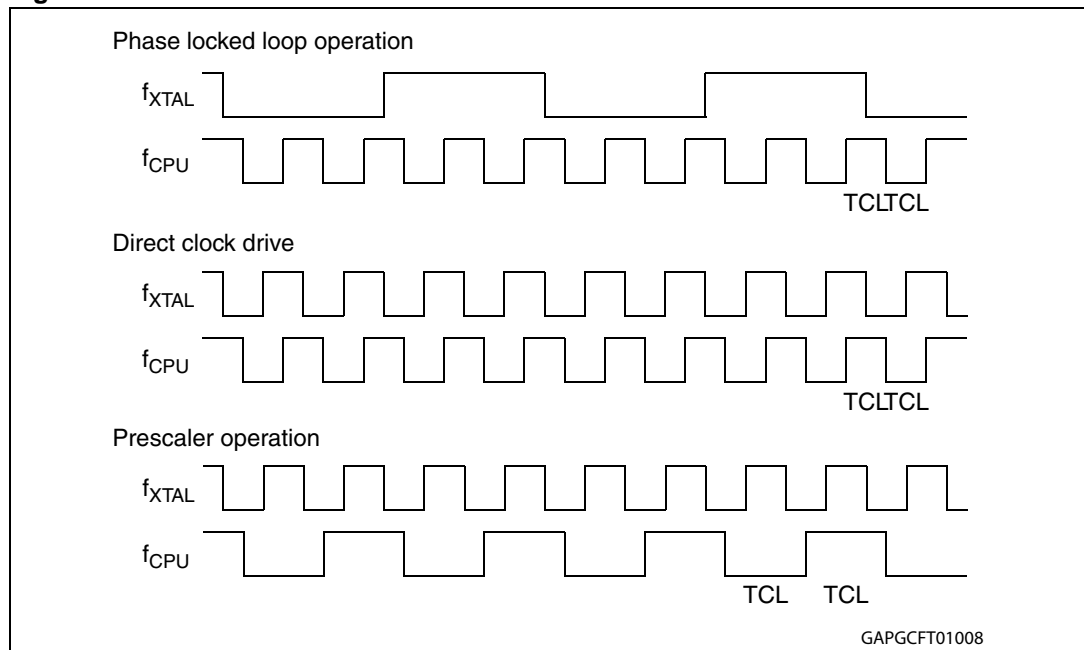 Phase locked loop operation
fXTAL
fCPU
TCLTCL
Direct clock drive
fXTAL
fCPU
TCLTCL
Prescaler operation
fXTAL
fCPU
TCL TCL
GAPGCFT01008